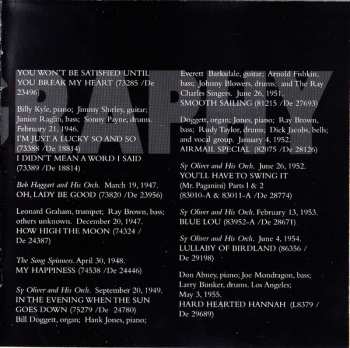 YOU WON'T BE SATISFIED UNTIL
YOU BREAK MY HEART (73285 /De
23496)
Billy Kyle, piano; Jimmy Shirley, guitar;
Junior Raglin, bass; Sonny Payne, drums.
February 21, 1946.
I'M JUST A LUCKY SO AND SO
(73388 /De 18814)
I DIDN'T MEAN A WORD I SAID
(73389 /De 18814)
Bob Haggart and His Orch. March 19, 1947.
OH, LADY BE GOOD (73820 /De 23956)
Leonard Graham, trumpet; Ray Brown, bass;
others unknown. December 20, 1947.
HOW HIGH THE MOON (74324 /
De 24387)
The Song Spinners. April 30, 1948.
MY HAPPINESS (74538 /De 24446)
Sy Oliver and His Orch. September 20, 1949.
IN THE EVENING WHEN THE SUN
GOES DOWN (75279 /De 24780)
Bill Doggett, organ; Hank Jones, piano;
Everett Barksdale, guitar; Arnold Fishkin,
bass; Johnny Blowers, drums; and The Ray
Charles Singers. June 26, 1951.
SMOOTH SAILING (81215 /De 27693)
Doggett, organ; Jones, piano; Ray Brown,
bass; Rudy Taylor, drums; Dick Jacobs, bells;
and vocal group. January 4, 1952.
AIRMAIL SPECIAL (82075 /De 28126)
Sy Oliver and His Orch. June 26, 1952.
YOU'LL HAVE TO SWING IT
(Mr. Paganini) Parts 1 & 2
(83010-A & 83011-A /De 28774)
Sy Oliver and His Orch. February 13, 1953.
BLUE LOU (83952-A /De 28671)
Sy Oliver and His Orch. June 4, 1954.
LULLABY OF BIRDLAND (86356 /
De 29198)
Don Abney, piano; Joe Mondragon, bass;
Larry Bunker, drums. Los Angeles;
May 3, 1955.
HARD HEARTED HANNAH (L8379 /
De 29689)